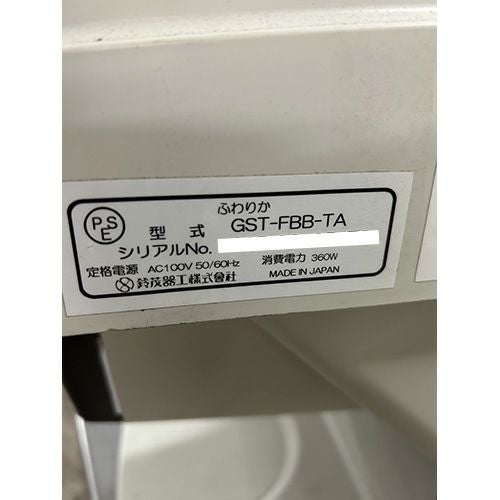 ふわりか
PSE 型式 GST-FBB-TA
シリアルNo.
定格電源 AC100V 50/60Hz 消費電力 360W
鈴茂器工株式會社 MADE IN JAPAN